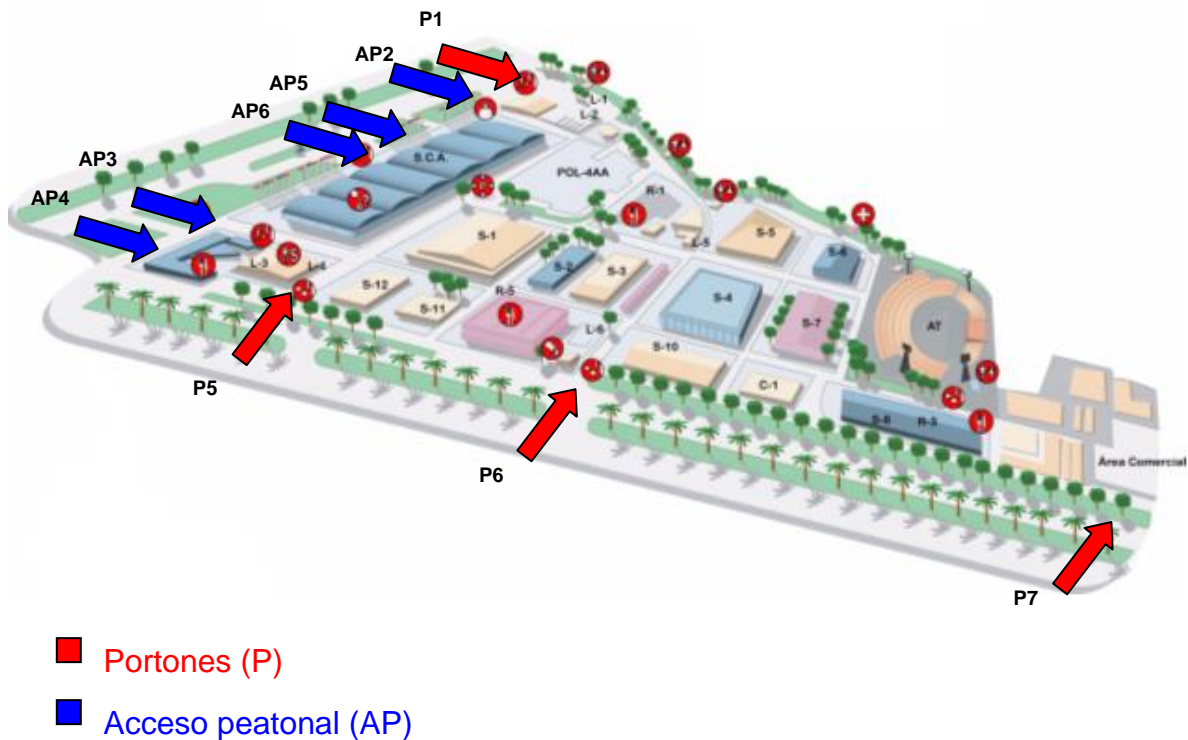 P1
AP2
AP5
AP6
AP3
AP4
L-1
L-2
S.C.A.
POL-4AA
R-1
L-5
S-5
S-6
S-1
S-2
S-3
L-3
L-4
S-12
S-11
R-5
S-4
S-7
AT
L-6
S-10
C-1
S-8
R-3
Área Comercial
P5
P6
P7
Portones (P)
Acceso peatonal (AP)